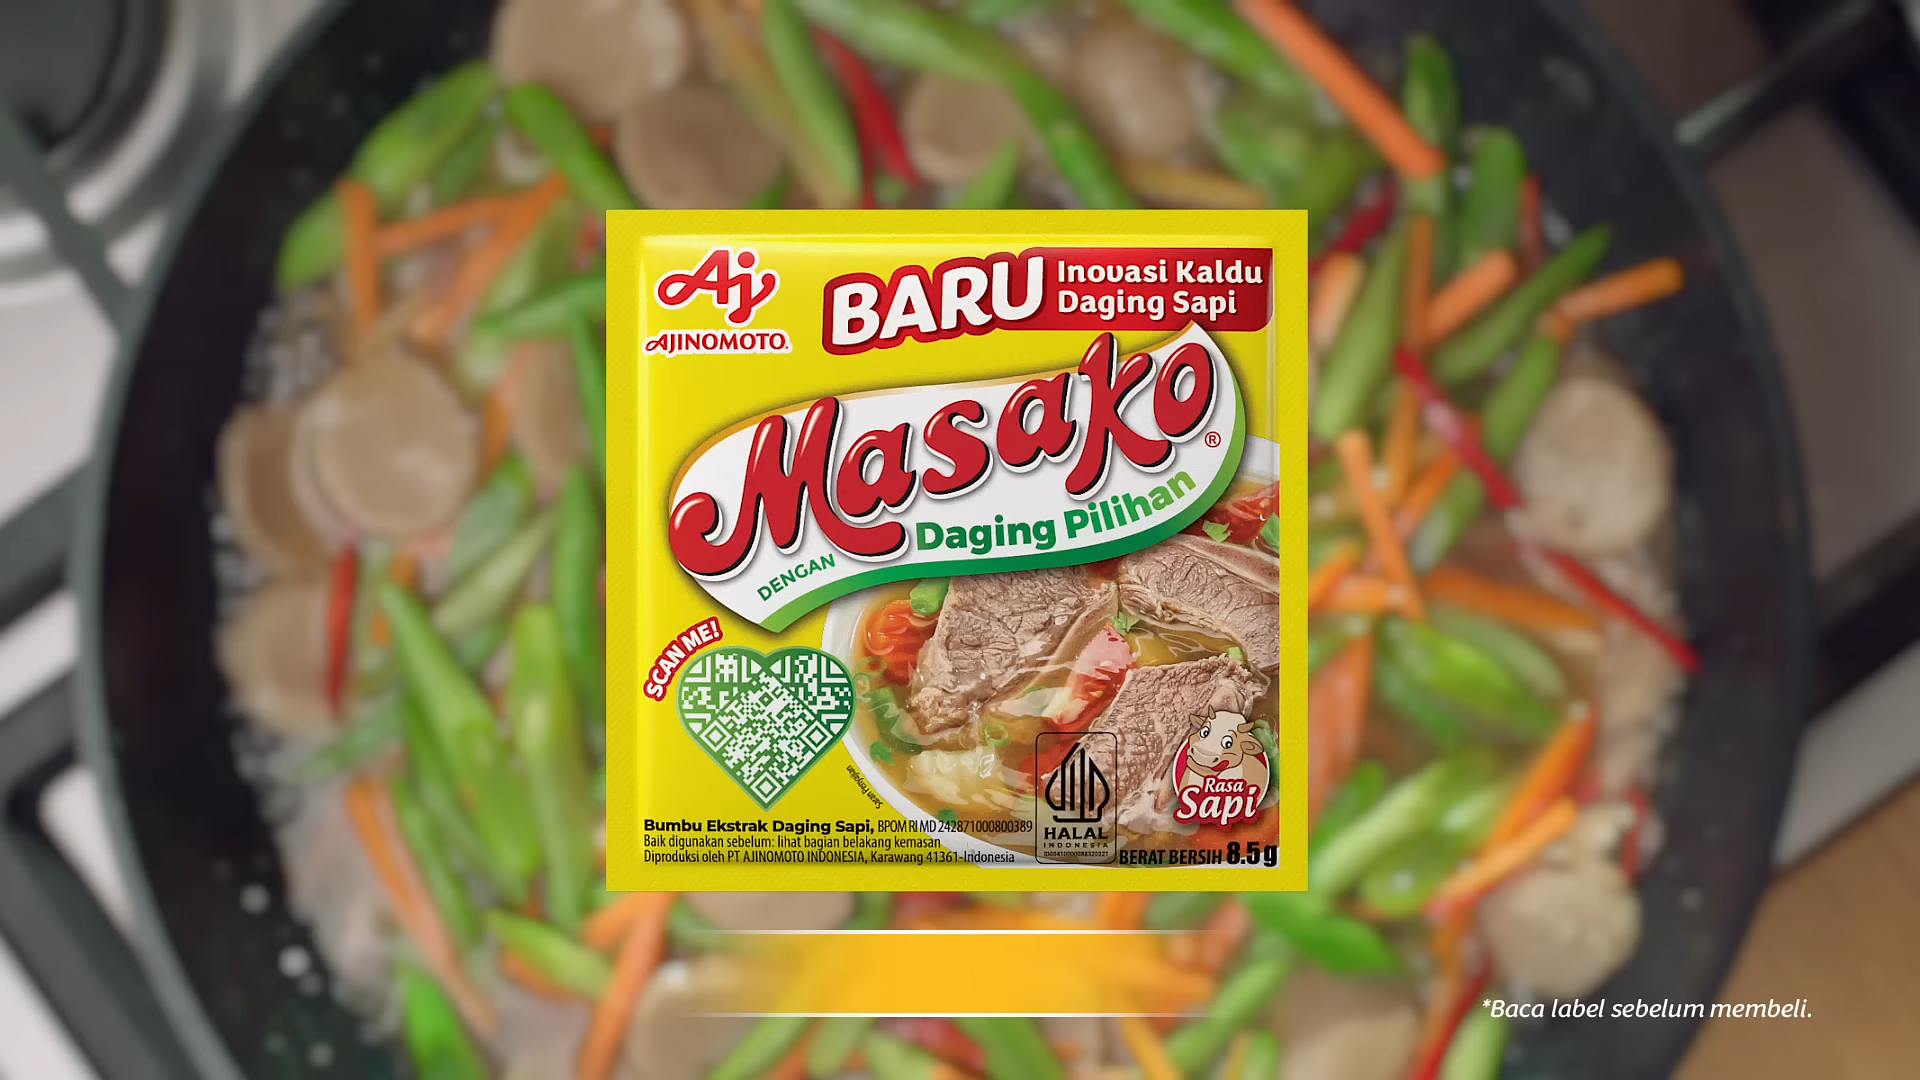 Aj
AJINOMOTO.
BARU
Inovasi Kaldu
Daging Sapi
Masako®
DENGAN Daging Pilihan
SCAN ME!
Saran Penyajian
Rasa
Sapi
HALAL
INDONESIA
Bumbu Ekstrak Daging Sapi, BPOM RI MD 242871000800389
Baik digunakan sebelum: lihat bagian belakang kemasan
Diproduksi oleh PT AJINOMOTO INDONESIA, Karawang 41361-Indonesia
BERAT BERSIH 8.5g
*Baca label sebelum membeli.